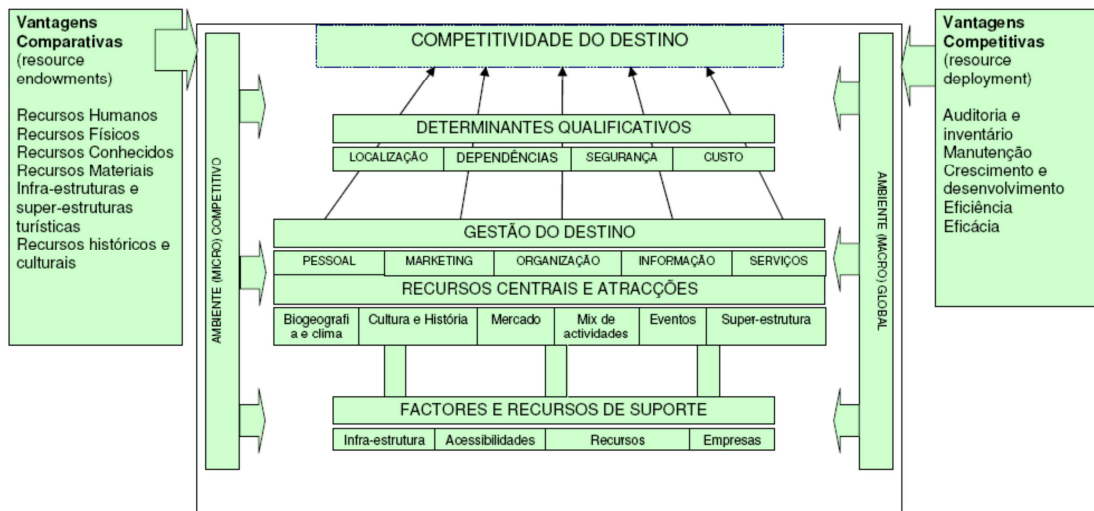 Vantagens
Comparativas
(resource
endowments)
Recursos Humanos
Recursos Físicos
Recursos Conhecidos
Recursos Materiais
Infra-estruturas e
super-estruturas
turísticas
Recursos históricos e
culturais
AMBIENTE (MICRO) COMPETITIVO
COMPETITIVIDADE DO DESTINO
DETERMINANTES QUALIFICATIVOS
LOCALIZAÇÃO DEPENDÊNCIAS SEGURANÇA CUSTO
GESTÃO DO DESTINO
PESSOAL MARKETING ORGANIZAÇÃO INFORMAÇÃO SERVIÇOS
RECURSOS CENTRAIS E ATRACÇÕES
Biogeografi Cultura e História Mercado Mix de Eventos Super-estrutura
a e clima actividades
FACTORES E RECURSOS DE SUPORTE
Infra-estrutura Acessibilidades Recursos Empresas
AMBIENTE (MACRO) GLOBAL
Vantagens
Competitivas
(resource
deployment)
Auditoria e
inventário
Manutenção
Crescimento e
desenvolvimento
Eficiência
Eficácia